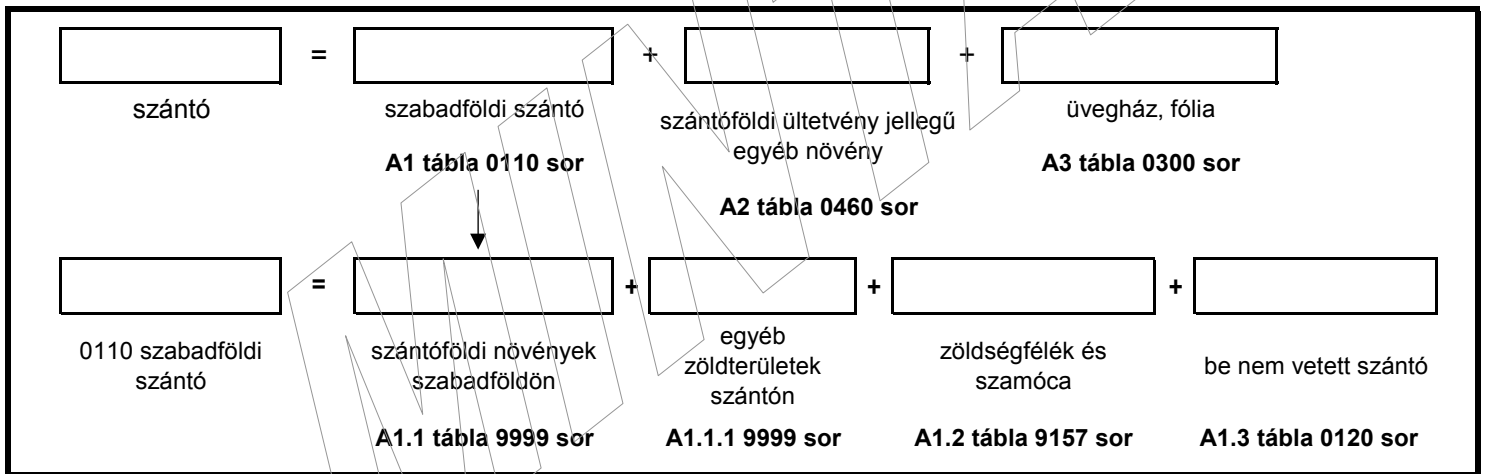 = + +
szántó
szabadföldi szántó
A1 tábla 0110 sor
szántóföldi ültetvény jellegű
egyéb növény
A2 tábla 0460 sor
üvegház, fólia
A3 tábla 0300 sor
= + + +
0110 szabadföldi
szántó
szántóföldi növények
szabadföldön
A1.1 tábla 9999 sor
egyéb
zöldterületek
szántón
A1.1.1 9999 sor
zöldségfélék és
szamóca
A1.2 tábla 9157 sor
be nem vetett szántó
A1.3 tábla 0120 sor